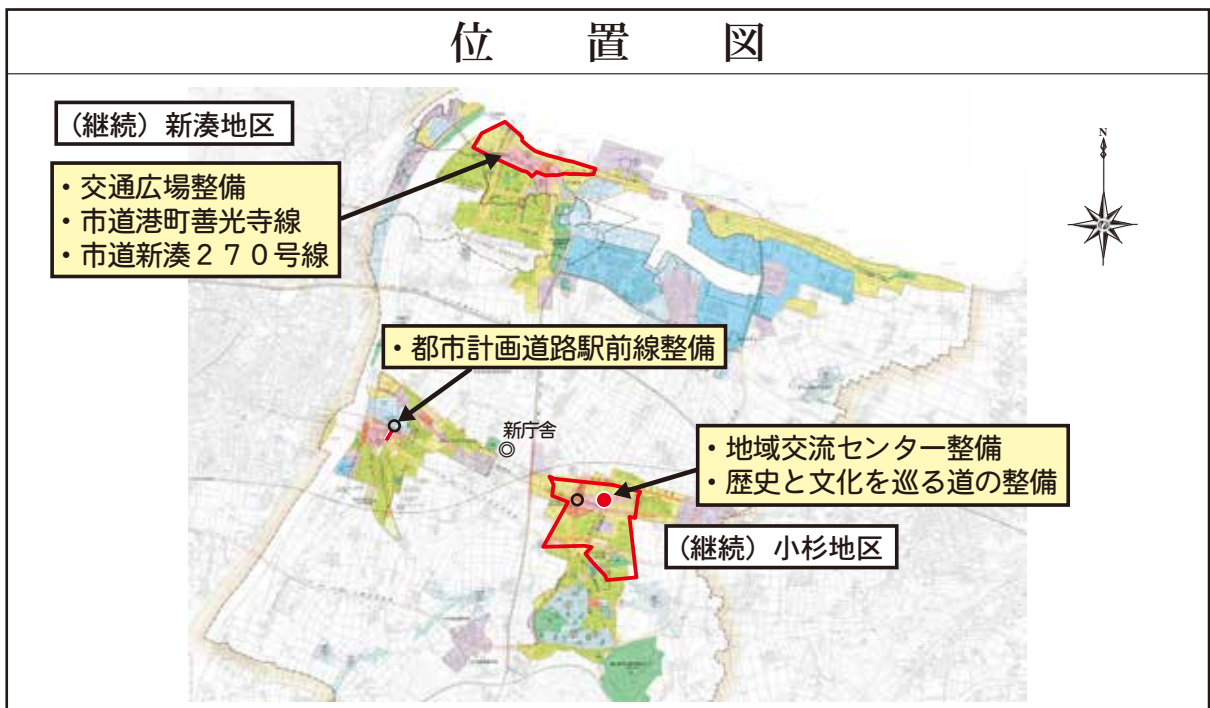 位置図
(継続) 新湊地区
・交通広場整備
・市道港町善光寺線
・市道新湊２７０号線
N
・都市計画道路駅前線整備
新庁舎
・地域交流センター整備
・歴史と文化を巡る道の整備
(継続) 小杉地区